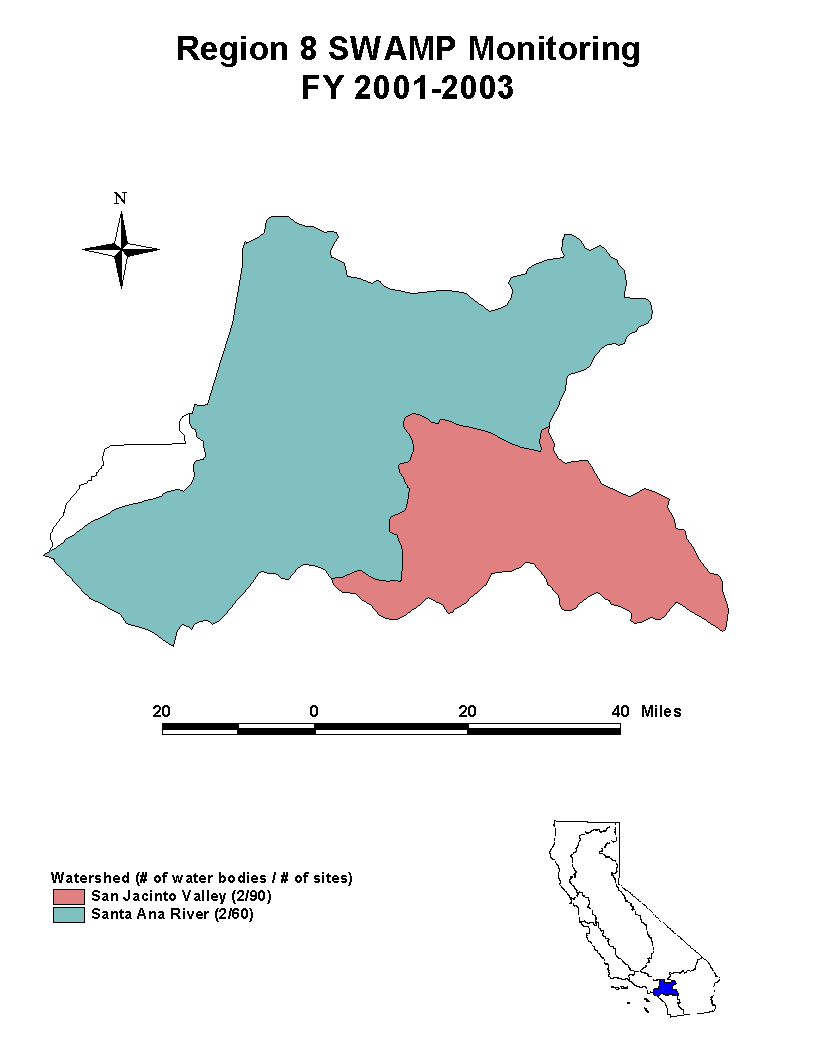 Region 8 SWAMP Monitoring
FY 2001-2003
N
20 0 20 40 Miles
Watershed (# of water bodies / # of sites)
San Jacinto Valley (2/90)
Santa Ana River (2/60)